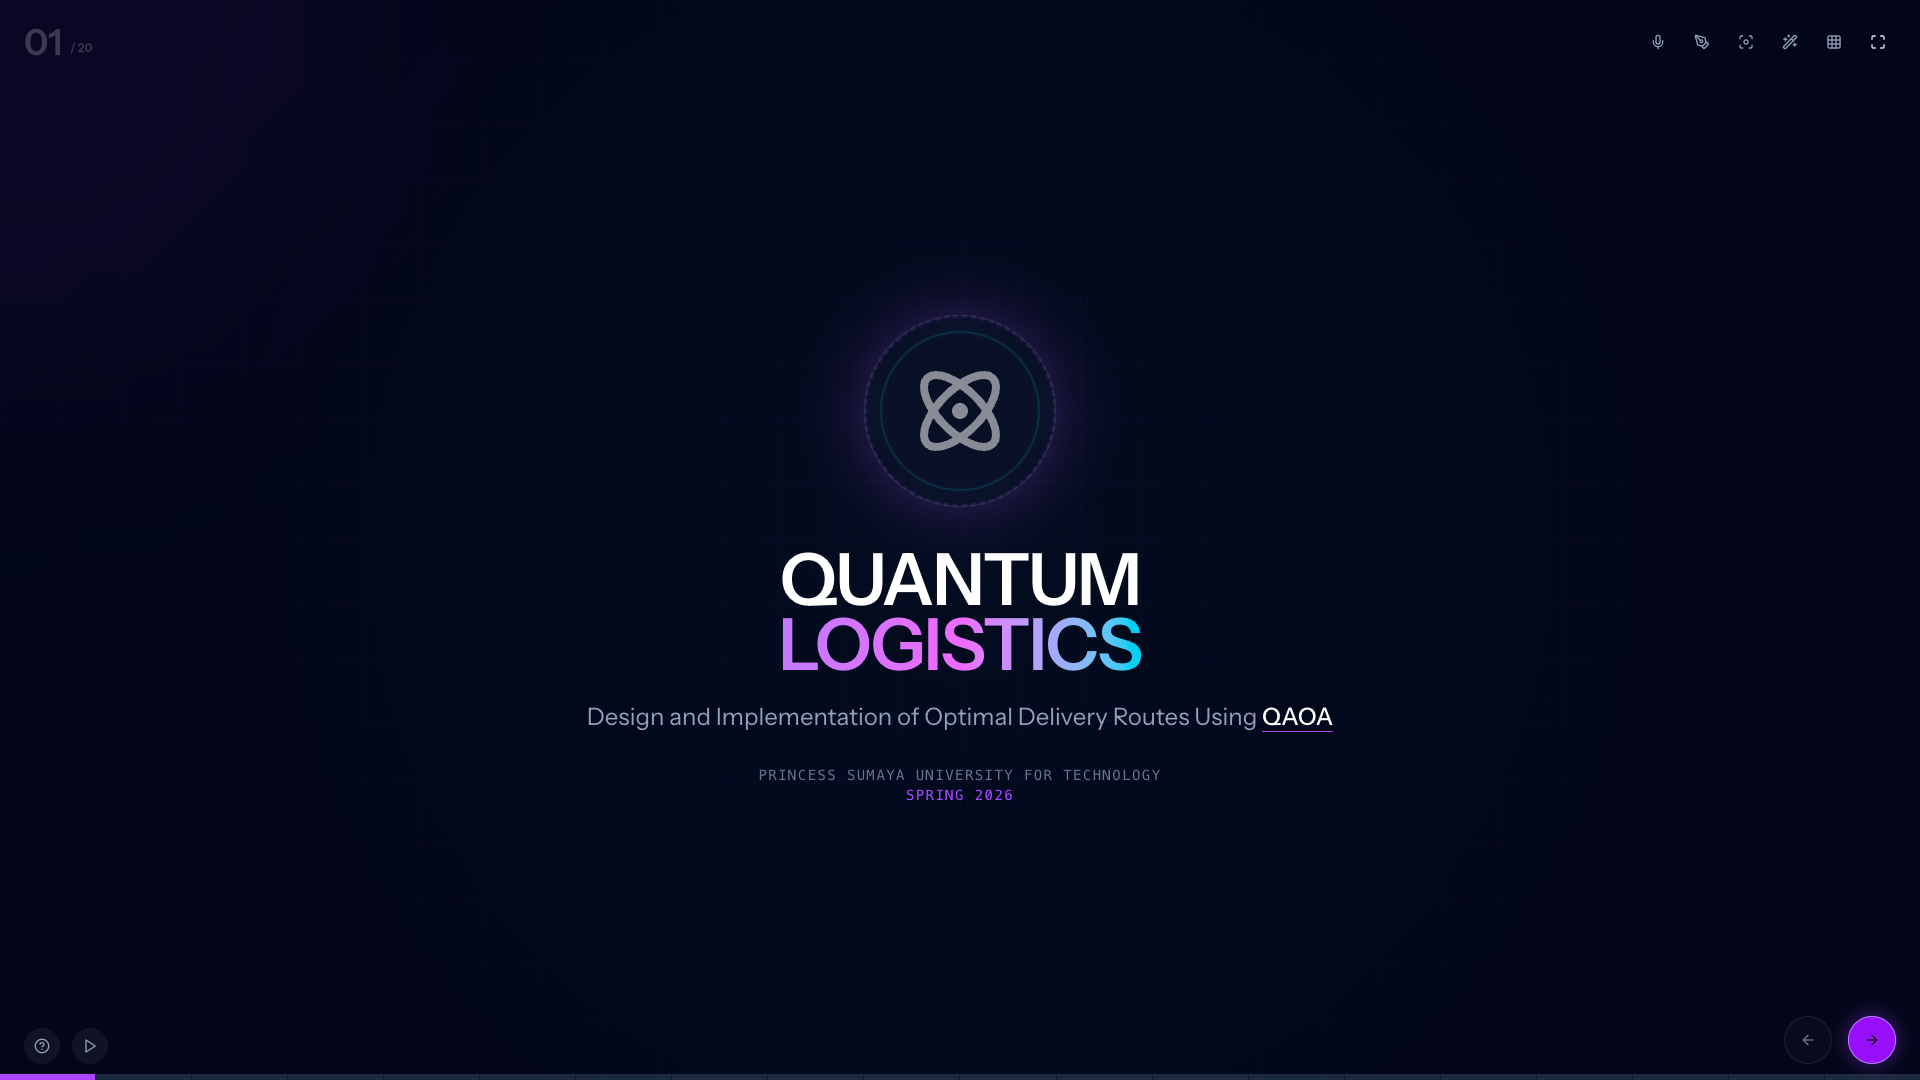 01 / 20
QUANTUM
LOGISTICS
Design and Implementation of Optimal Delivery Routes Using QAOA
PRINCESS SUMAYA UNIVERSITY FOR TECHNOLOGY
SPRING 2026